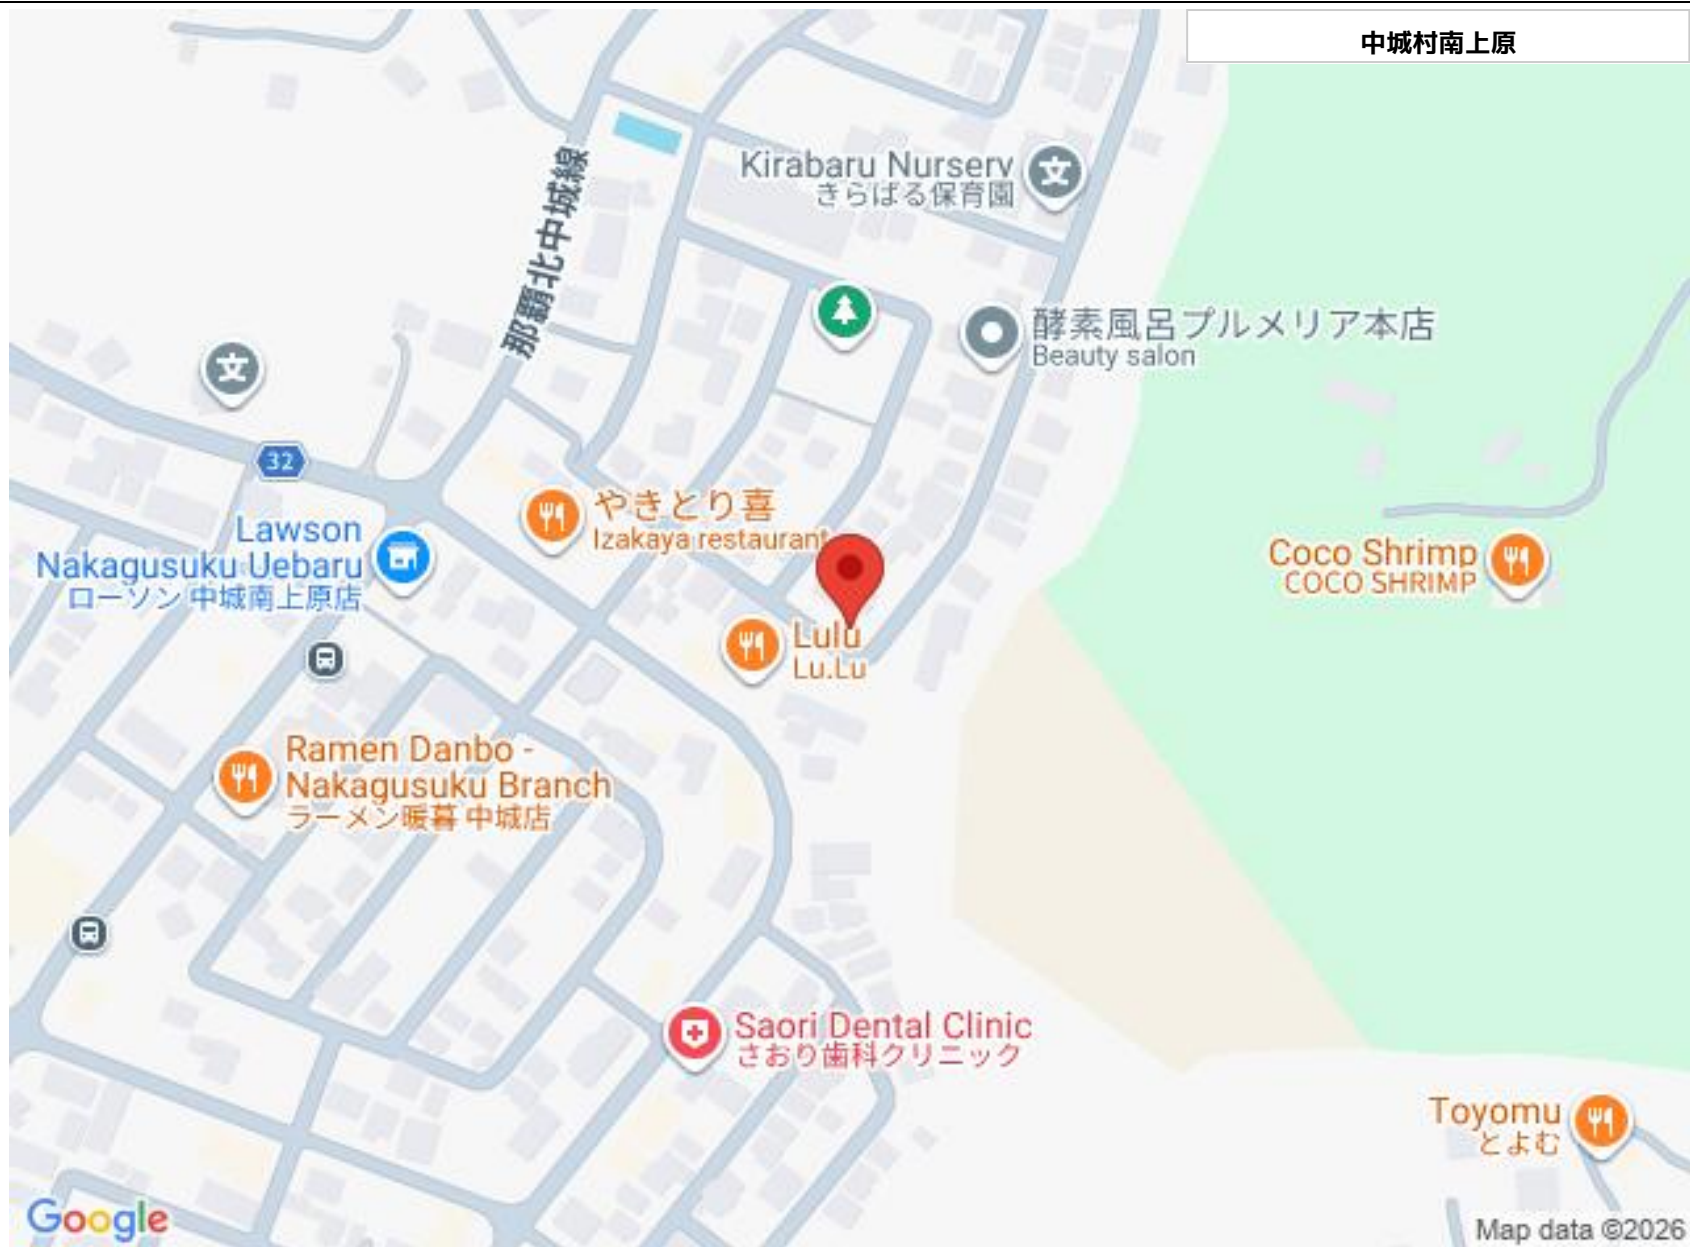 中城村南上原
Kirabaru Nurserv
きらばる保育園
那覇北中城線
酵素風呂プルメリア本店
Beauty salon
32
やきとり喜
Izakaya restaurant
Lawson
Nakagusuku Uebaru
ローソン 中城南上原店
Coco Shrimp
COCO SHRIMP
Lulu
Lu.Lu
Ramen Danbo -
Nakagusuku Branch
ラーメン暖暮 中城店
Saori Dental Clinic
さおり歯科クリニック
Toyomu
とよむ
Google
Map data ©2026